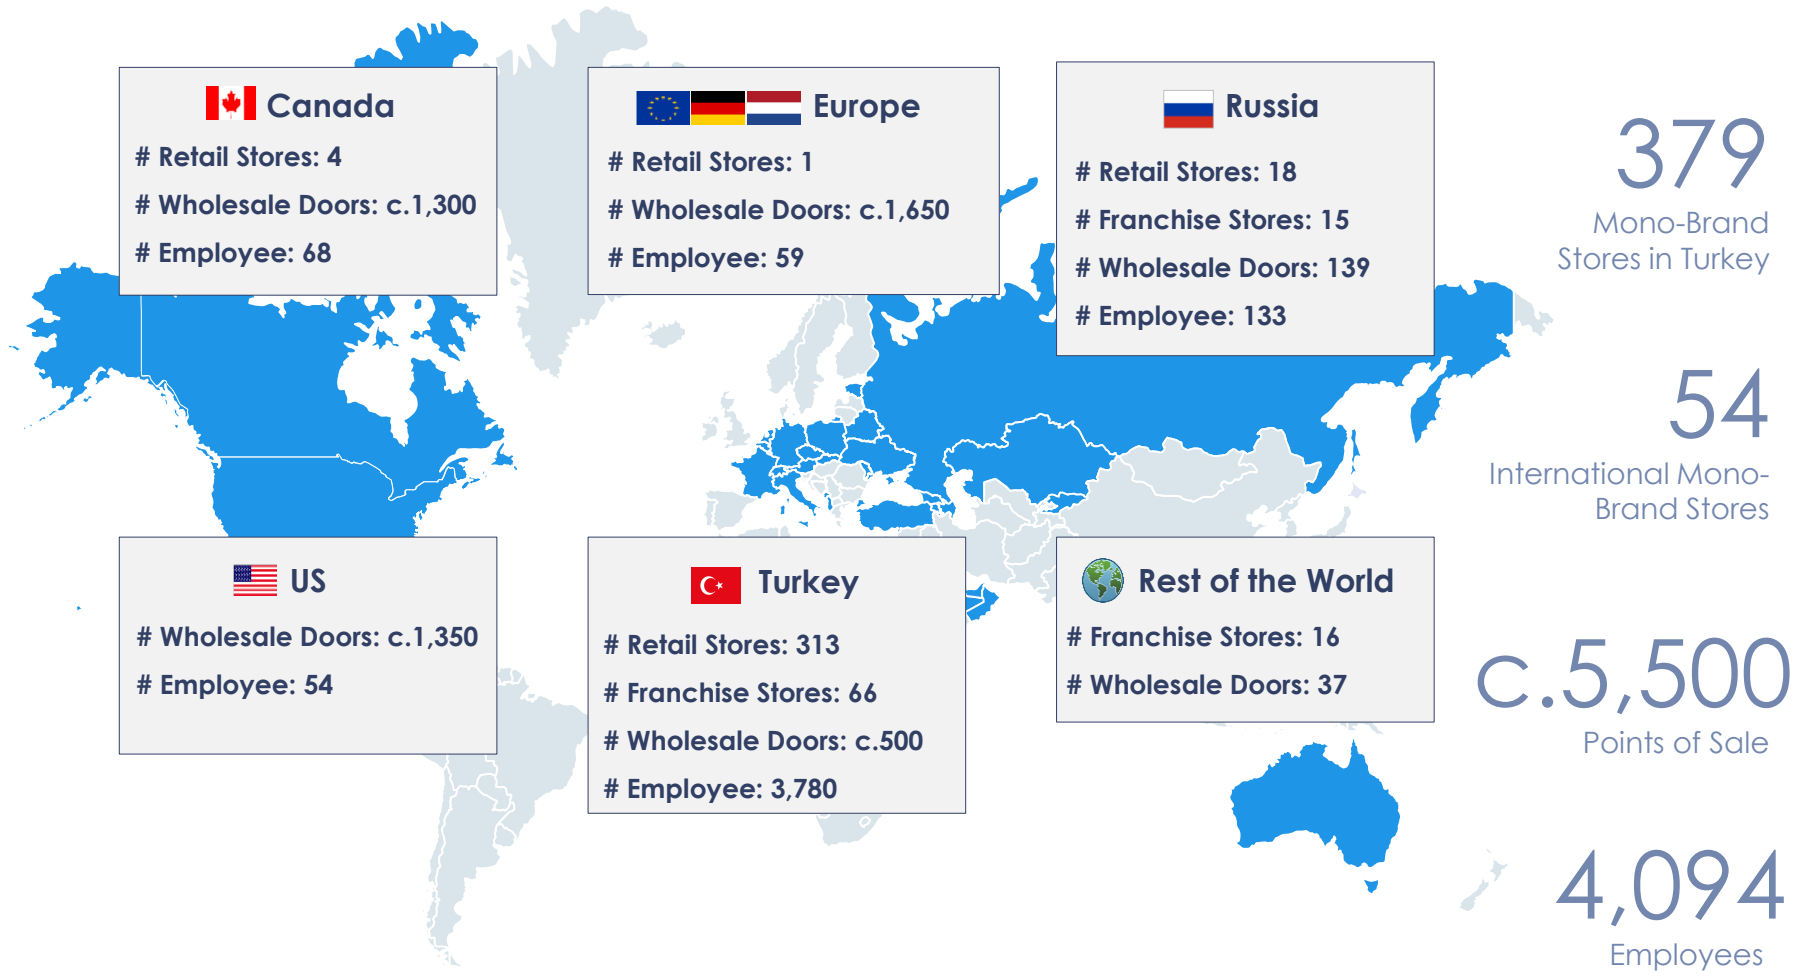 Canada
# Retail Stores: 4
# Wholesale Doors: c.1,300
# Employee: 68
Europe
# Retail Stores: 1
# Wholesale Doors: c.1,650
# Employee: 59
Russia
# Retail Stores: 18
# Franchise Stores: 15
# Wholesale Doors: 139
# Employee: 133
US
# Wholesale Doors: c.1,350
# Employee: 54
Turkey
# Retail Stores: 313
# Franchise Stores: 66
# Wholesale Doors: c.500
# Employee: 3,780
Rest of the World
# Franchise Stores: 16
# Wholesale Doors: 37
379
Mono-Brand
Stores in Turkey
54
International Mono-
Brand Stores
c.5,500
Points of Sale
4,094
Employees